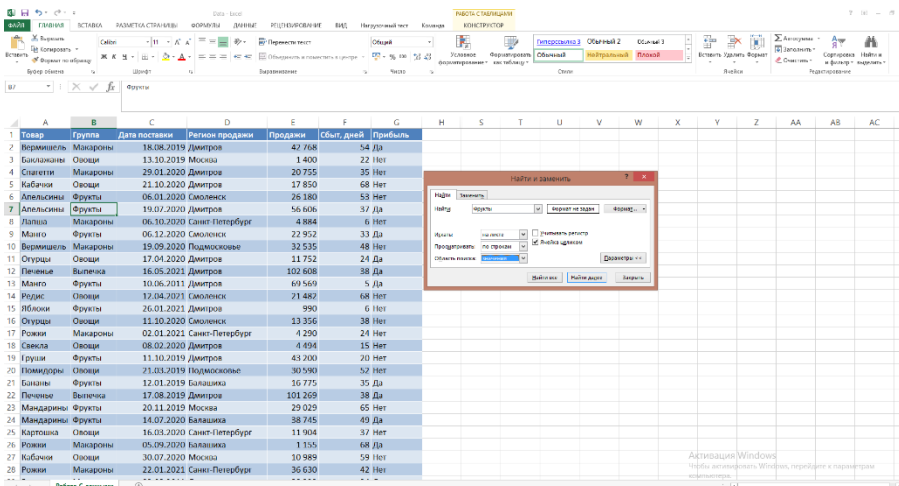 Data - Excel
РАБОТА С ТАБЛИЦАМИ
ФАЙЛ ГЛАВНАЯ ВСТАВКА РАЗМЕТКА СТРАНИЦЫ ФОРМУЛЫ ДАННЫЕ РЕЦЕНЗИРОВАНИЕ ВИД Нагрузочный тест Команда КОНСТРУКТОР
Вставить
Вырезать
Копировать
Формат по образцу
Calibri 11
Перенести текст
Объединить и поместить в центре
Общий
Условное форматирование
Форматировать как таблицу
Гиперссылка 3 Обычный 2 Обычный 3
Обычный Нейтральный Плохой
Вставить Удалить Формат
Автосумма
Заполнить
Очистить
Сортировка и фильтр
Найти и выделить
Буфер обмена Шрифт Выравнивание Число Стили Ячейки Редактирование
B7 fx Фрукты
A B C D E F G H S T U V W X Y Z AA AB AC
1 Товар Группа Дата поставки Регион продажи Продажи Сбыт, дней Прибыль
2 Вермишель Макароны 18.08.2019 Дмитров 42 768 54 Да
3 Баклажаны Овощи 13.10.2019 Москва 1 400 22 Нет
4 Спагетти Макароны 29.01.2020 Дмитров 20 755 35 Нет
5 Кабачки Овощи 21.10.2020 Дмитров 17 850 68 Нет
6 Апельсины Фрукты 06.01.2020 Смоленск 26 180 53 Нет
7 Апельсины Фрукты 19.07.2020 Дмитров 56 606 37 Да
8 Лапша Макароны 06.10.2020 Санкт-Петербург 4 884 6 Нет
9 Манго Фрукты 06.12.2020 Смоленск 22 952 33 Да
10 Вермишель Макароны 19.09.2020 Подмосковье 32 535 48 Нет
11 Огурцы Овощи 17.04.2020 Дмитров 11 752 24 Да
12 Печенье Выпечка 16.05.2021 Дмитров 102 608 38 Да
13 Манго Фрукты 10.06.2011 Дмитров 69 569 5 Да
14 Редис Овощи 12.04.2021 Смоленск 21 482 68 Нет
15 Яблоки Фрукты 26.01.2021 Дмитров 990 6 Нет
16 Огурцы Овощи 11.10.2020 Смоленск 13 356 38 Нет
17 Рожки Макароны 02.01.2021 Санкт-Петербург 4 290 24 Нет
18 Свекла Овощи 08.02.2020 Дмитров 4 494 15 Нет
19 Груши Фрукты 11.10.2019 Дмитров 43 200 20 Нет
20 Помидоры Овощи 21.03.2019 Подмосковье 30 590 52 Нет
21 Бананы Фрукты 12.01.2019 Балашиха 16 775 35 Да
22 Печенье Выпечка 17.08.2019 Дмитров 101 269 38 Да
23 Мандарины Фрукты 20.11.2019 Москва 29 029 65 Нет
24 Мандарины Фрукты 14.07.2020 Балашиха 38 745 49 Да
25 Картошка Овощи 16.03.2020 Санкт-Петербург 11 904 37 Нет
26 Рожки Макароны 05.09.2020 Балашиха 1 155 68 Да
27 Кабачки Овощи 30.07.2020 Москва 10 989 59 Нет
28 Рожки Макароны 22.01.2021 Санкт-Петербург 36 630 42 Нет
Найти и заменить ?
Найти Заменить
Найти: Фрукты Формат не задан Формат...
Искать: на листе Учитывать регистр
Просматривать: по строкам Ячейка целиком
Область поиска: значения Параметры <<
Найти все Найти далее Закрыть
Активация Windows
Чтобы активировать Windows, перейдите к параметрам
компьютера.